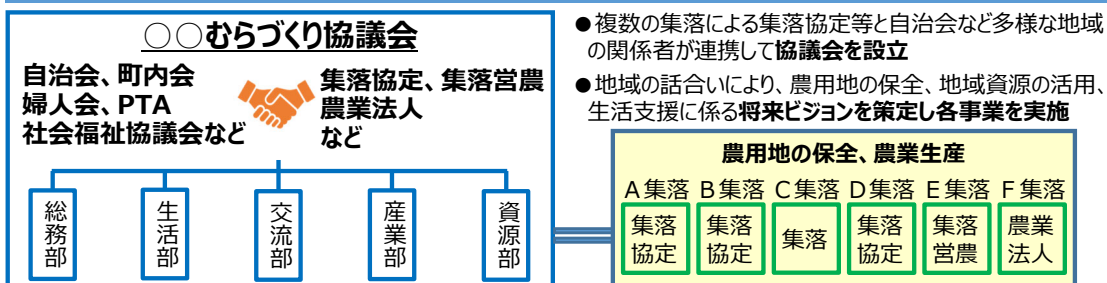 ○○むらづくり協議会
自治会、町内会
婦人会、PTA
社会福祉協議会など
集落協定、集落営農
農業法人
など
総務部
生活部
交流部
産業部
資源部
●複数の集落による集落協定等と自治会など多様な地域
の関係者が連携して協議会を設立
●地域の話合いにより、農用地の保全、地域資源の活用、
生活支援に係る将来ビジョンを策定し各事業を実施
農用地の保全、農業生産
A集落 B集落 C集落 D集落 E集落 F集落
集落
協定
集落
協定
集落
集落
協定
集落
営農
農業
法人